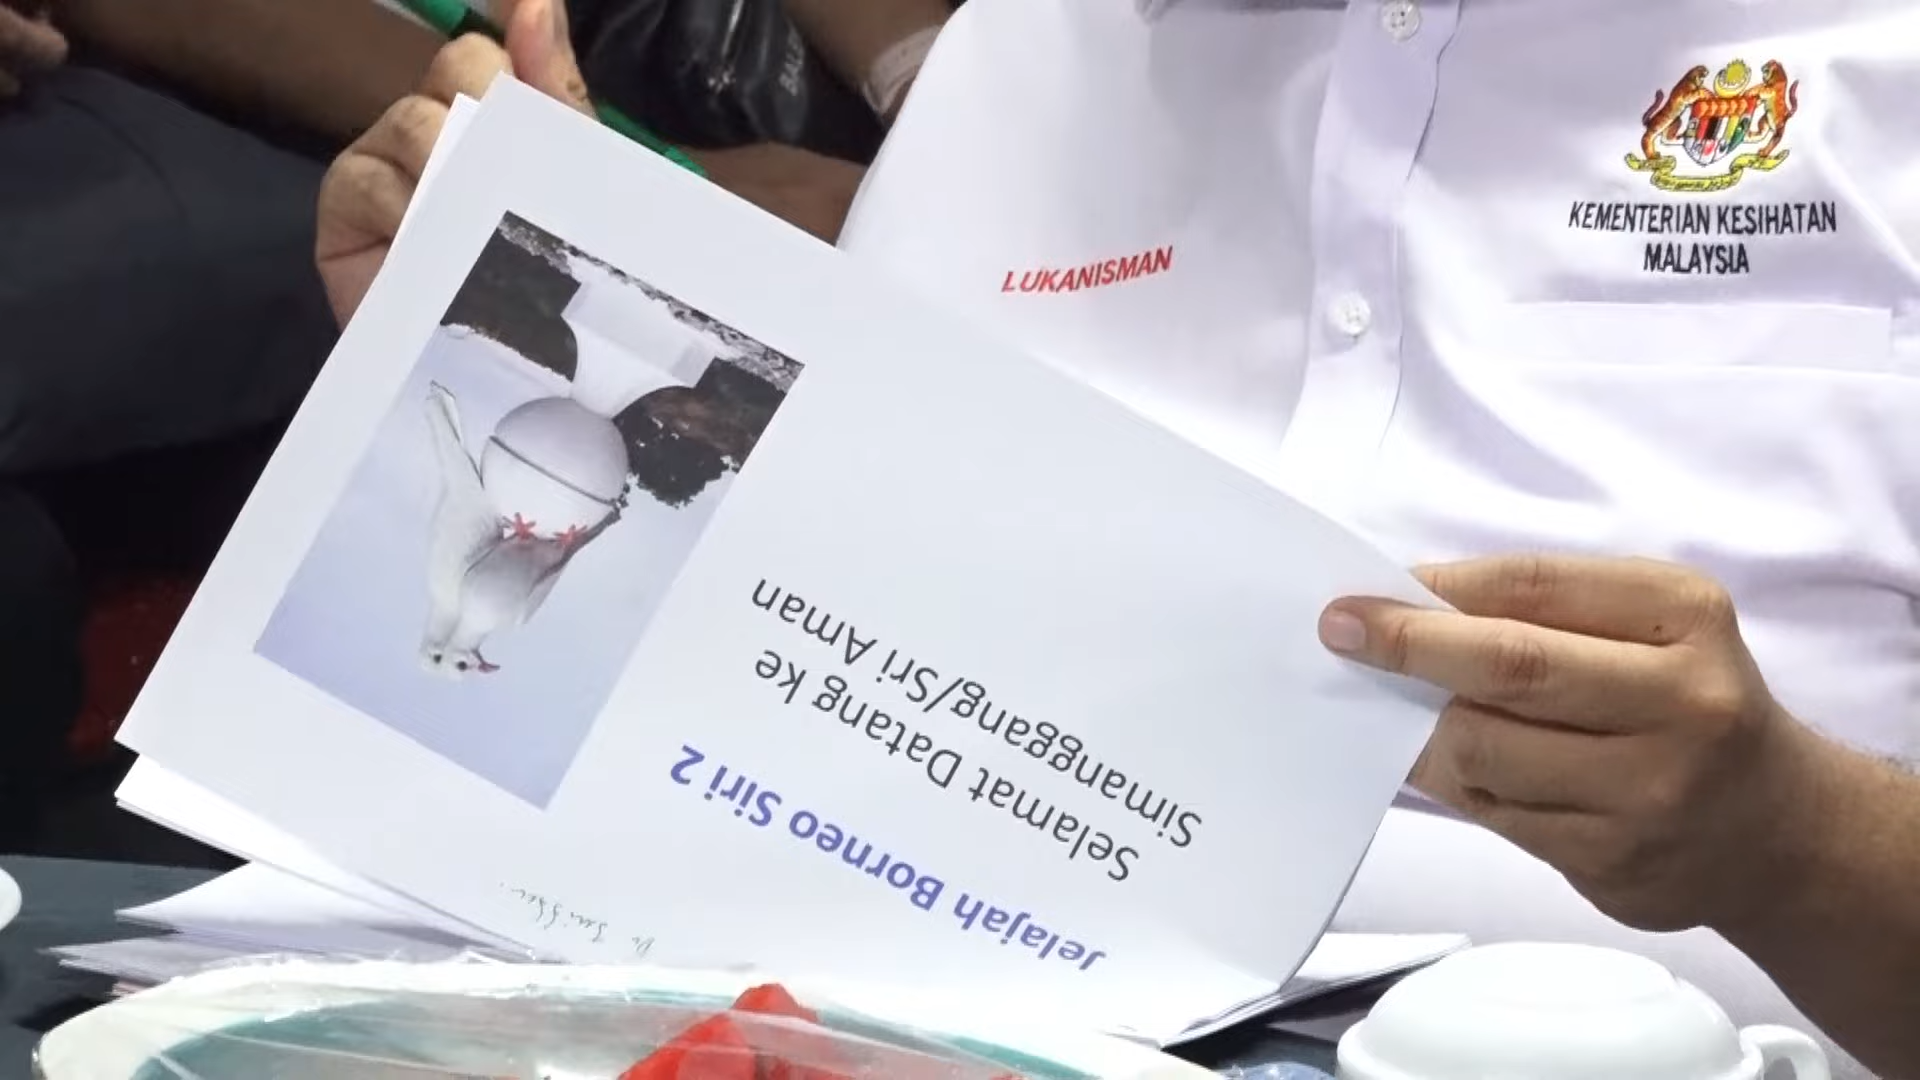 LUKANISMAN
KEMENTERIAN KESIHATAN
MALAYSIA
Jelajah Borneo Siri 2
Selamat Datang ke
Simanggang/Sri Aman